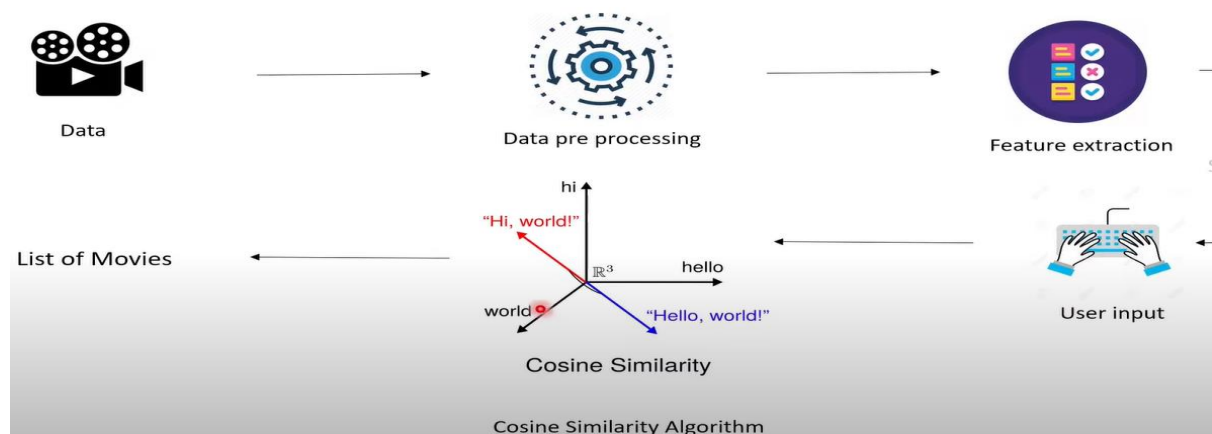 Data
Data pre processing
Feature extraction
hi
“Hi, world!”
ℝ³
hello
world
“Hello, world!”
List of Movies
User input
Cosine Similarity
Cosine Similarity Algorithm